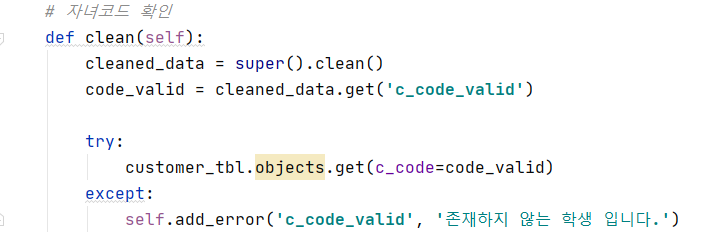 # 자녀코드 확인
def clean(self):
cleaned_data = super().clean()
code_valid = cleaned_data.get('c_code_valid')
try:
customer_tbl.objects.get(c_code=code_valid)
except:
self.add_error('c_code_valid', '존재하지 않는 학생 입니다.')